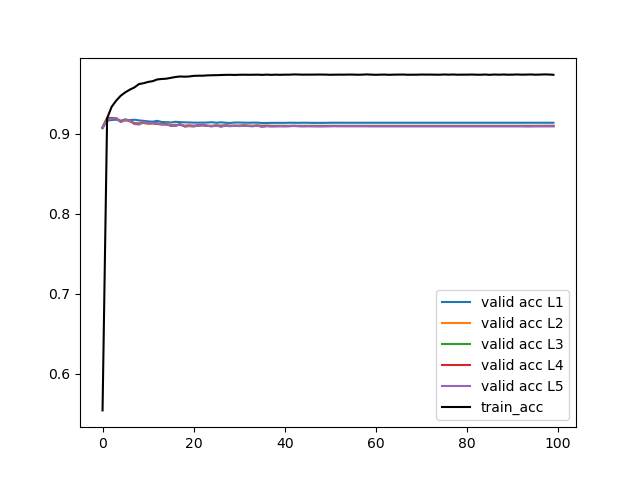 0.9
0.8
0.7
0.6
0 20 40 60 80 100
valid acc L1
valid acc L2
valid acc L3
valid acc L4
valid acc L5
train_acc